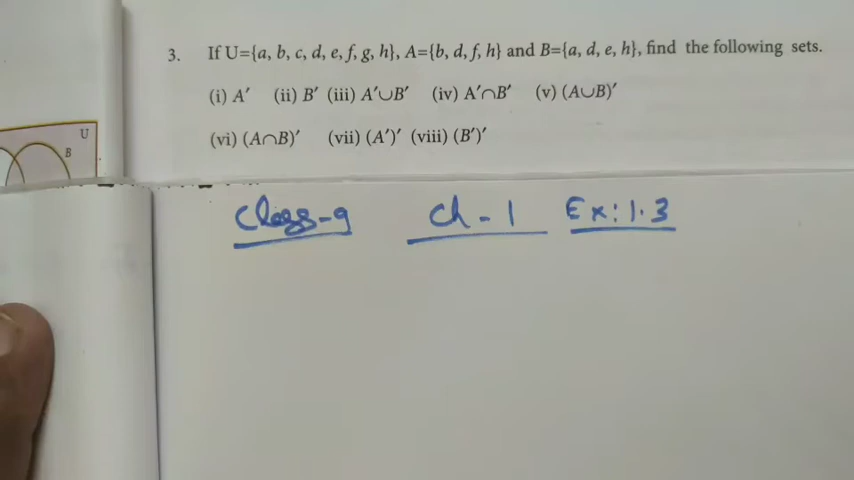 3. If U={a, b, c, d, e, f, g, h}, A={b, d, f, h} and B={a, d, e, h}, find the following sets.
(i) A′ (ii) B′ (iii) A′∪B′ (iv) A′∩B′ (v) (A∪B)′
(vi) (A∩B)′ (vii) (A′)′ (viii) (B′)′
U
B
Class-9 Ch-1 Ex:1.3